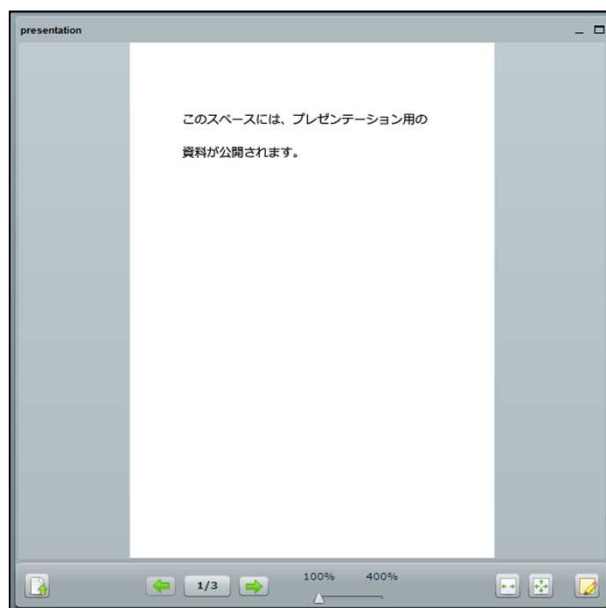 presentation
このスペースには、プレゼンテーション用の
資料が公開されます。
1/3
100% 400%